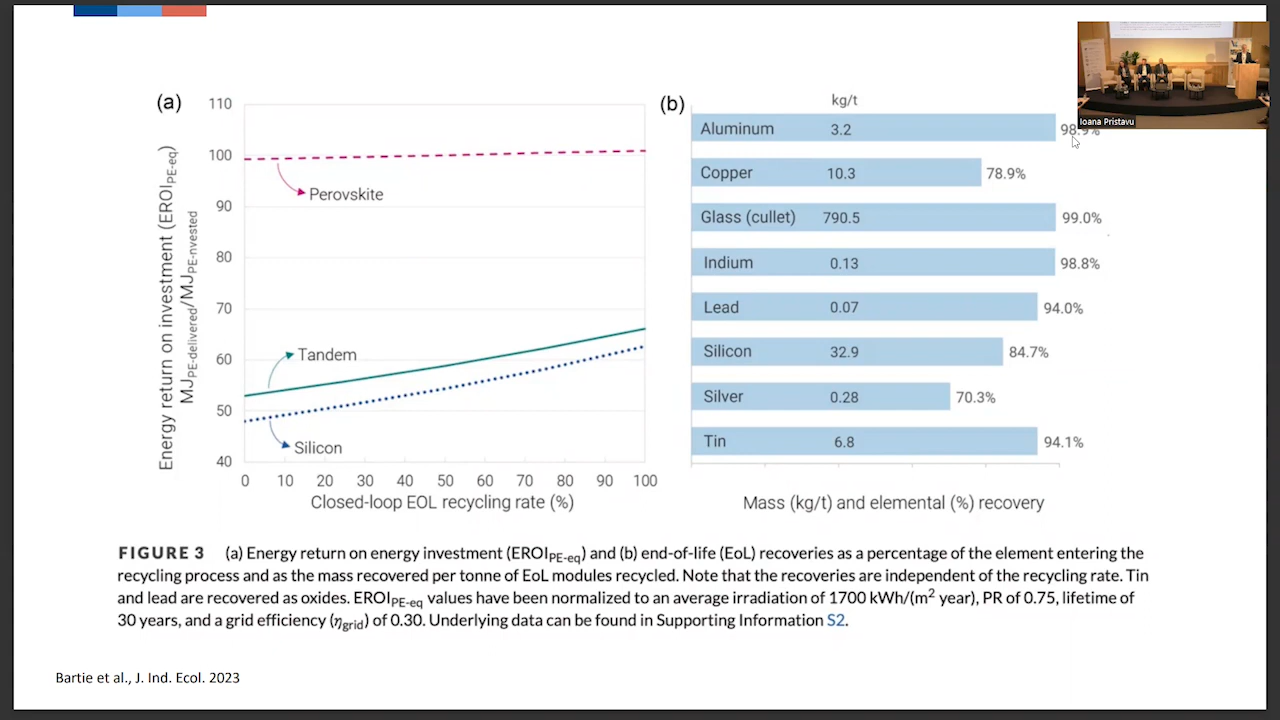 (a)
110
100
90
80
70
60
50
40
Energy return on investment (EROIPE-eq)
MJPE-delivered/MJPE-nvested
Perovskite
Tandem
Silicon
0 10 20 30 40 50 60 70 80 90 100
Closed-loop EOL recycling rate (%)
(b)
kg/t
Aluminum 3.2 98.9%
Copper 10.3 78.9%
Glass (cullet) 790.5 99.0%
Indium 0.13 98.8%
Lead 0.07 94.0%
Silicon 32.9 84.7%
Silver 0.28 70.3%
Tin 6.8 94.1%
Mass (kg/t) and elemental (%) recovery
Ioana Pristavu
FIGURE 3 (a) Energy return on energy investment (EROIPE-eq) and (b) end-of-life (EoL) recoveries as a percentage of the element entering the
recycling process and as the mass recovered per tonne of EoL modules recycled. Note that the recoveries are independent of the recycling rate. Tin
and lead are recovered as oxides. EROIPE-eq values have been normalized to an average irradiation of 1700 kWh/(m² year), PR of 0.75, lifetime of
30 years, and a grid efficiency (ηgrid) of 0.30. Underlying data can be found in Supporting Information S2.
Bartie et al., J. Ind. Ecol. 2023